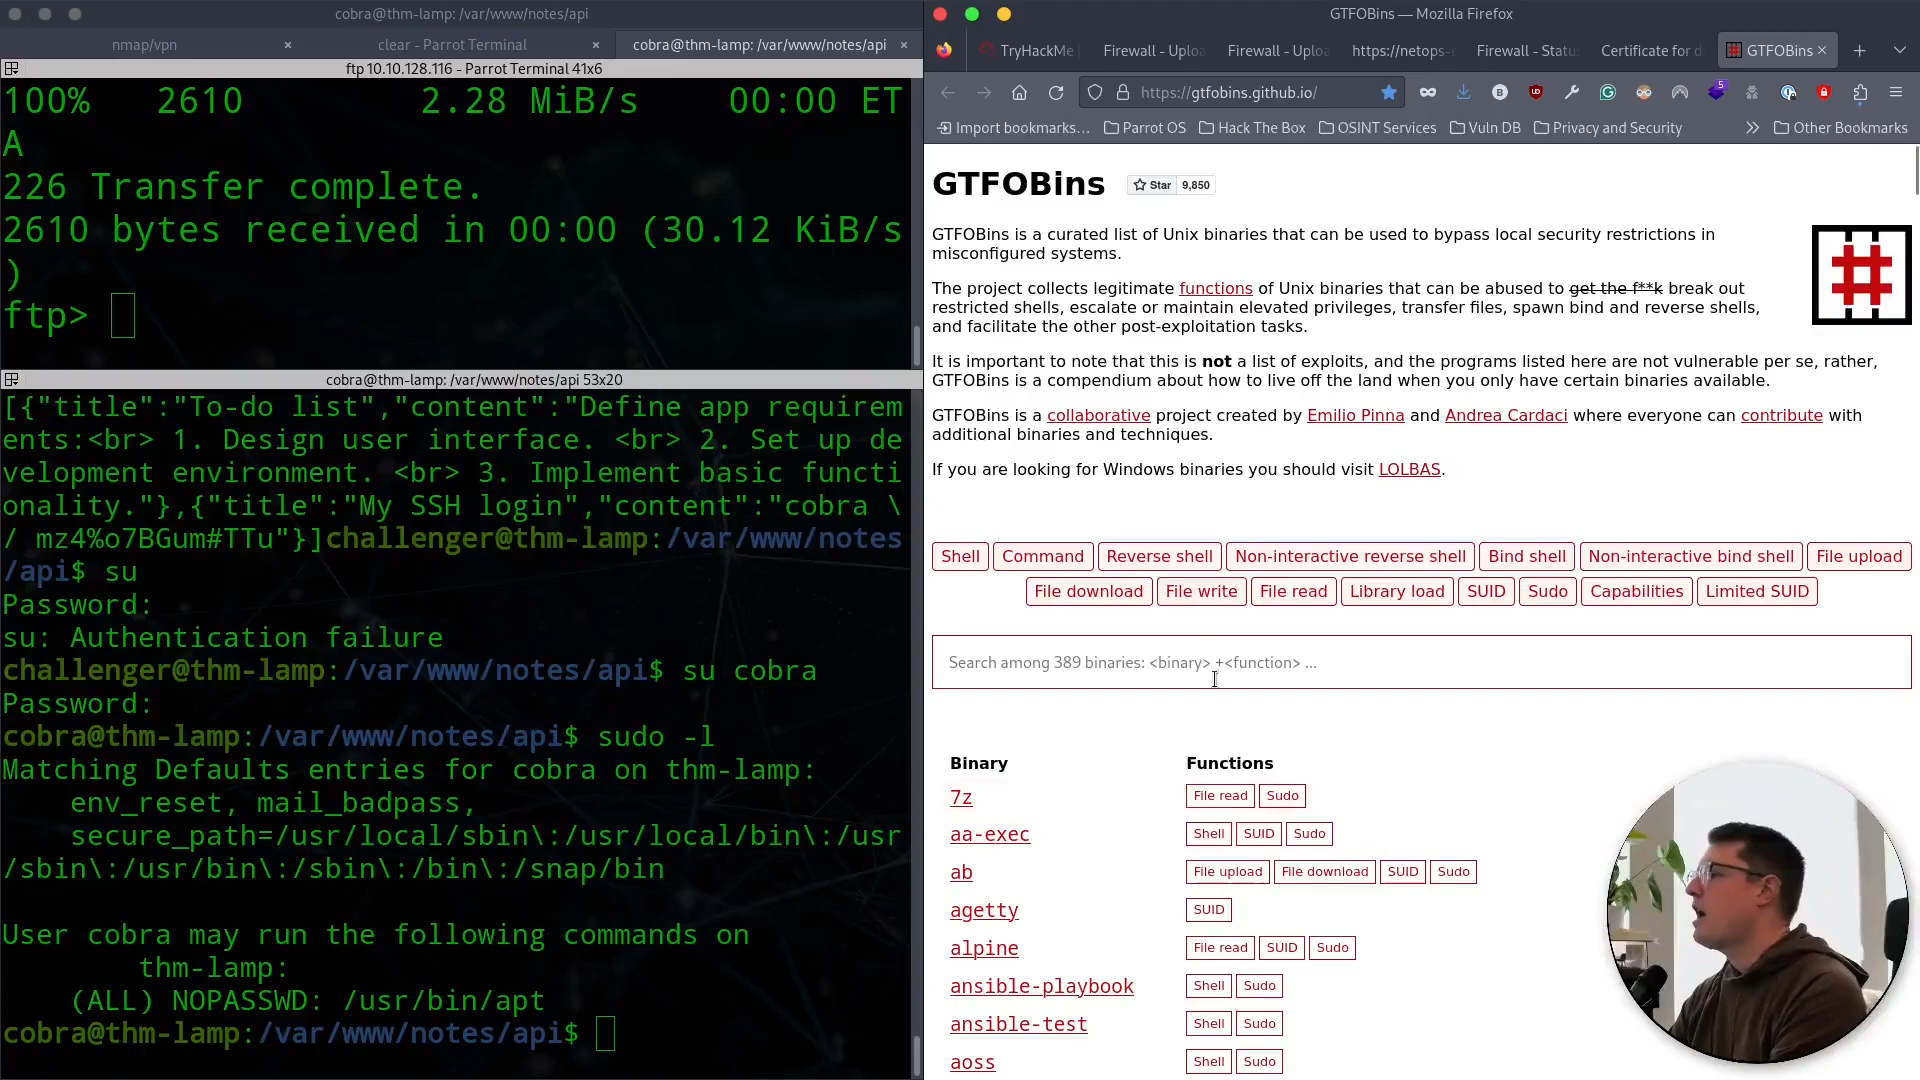 cobra@thm-lamp: /var/www/notes/api
nmap/vpn ×
clear - Parrot Terminal ×
cobra@thm-lamp: /var/www/notes/api ×
ftp 10.10.128.116 - Parrot Terminal 41x6
100% 2610 2.28 MiB/s 00:00 ET
A
226 Transfer complete.
2610 bytes received in 00:00 (30.12 KiB/s
)
ftp>
cobra@thm-lamp: /var/www/notes/api 53x20
[{"title":"To-do list","content":"Define app requirem
ents:<br> 1. Design user interface. <br> 2. Set up de
velopment environment. <br> 3. Implement basic functi
onality."},{"title":"My SSH login","content":"cobra \
/ mz4%o7BGum#TTu"}]challenger@thm-lamp:/var/www/notes
/api$ su
Password:
su: Authentication failure
challenger@thm-lamp:/var/www/notes/api$ su cobra
Password:
cobra@thm-lamp:/var/www/notes/api$ sudo -l
Matching Defaults entries for cobra on thm-lamp:
env_reset, mail_badpass,
secure_path=/usr/local/sbin\:/usr/local/bin\:/usr
/sbin\:/usr/bin\:/sbin\:/bin\:/snap/bin
User cobra may run the following commands on
thm-lamp:
(ALL) NOPASSWD: /usr/bin/apt
cobra@thm-lamp:/var/www/notes/api$
GTFOBins — Mozilla Firefox
TryHackMe
Firewall - Uploa
Firewall - Uploa
https://netops-
Firewall - Statu
Certificate for d
GTFOBins ×
https://gtfobins.github.io/
5
Import bookmarks…
Parrot OS
Hack The Box
OSINT Services
Vuln DB
Privacy and Security
Other Bookmarks
GTFOBins
Star 9,850
GTFOBins is a curated list of Unix binaries that can be used to bypass local security restrictions in
misconfigured systems.
The project collects legitimate functions of Unix binaries that can be abused to get the f**k break out
restricted shells, escalate or maintain elevated privileges, transfer files, spawn bind and reverse shells,
and facilitate the other post-exploitation tasks.
It is important to note that this is not a list of exploits, and the programs listed here are not vulnerable per se, rather,
GTFOBins is a compendium about how to live off the land when you only have certain binaries available.
GTFOBins is a collaborative project created by Emilio Pinna and Andrea Cardaci where everyone can contribute with
additional binaries and techniques.
If you are looking for Windows binaries you should visit LOLBAS.
Shell Command Reverse shell Non-interactive reverse shell Bind shell Non-interactive bind shell File upload
File download File write File read Library load SUID Sudo Capabilities Limited SUID
Search among 389 binaries: <binary> +<function> ...
Binary Functions
7z File read Sudo
aa-exec Shell SUID Sudo
ab File upload File download SUID Sudo
agetty SUID
alpine File read SUID Sudo
ansible-playbook Shell Sudo
ansible-test Shell Sudo
aoss Shell Sudo